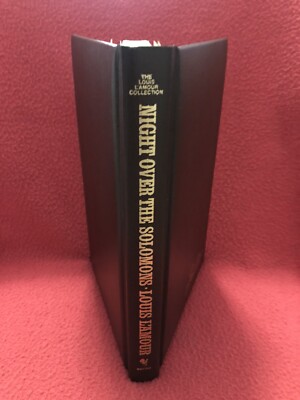 THE
LOUIS
L'AMOUR
COLLECTION
NIGHT OVER THE SOLOMONS · LOUIS L'AMOUR